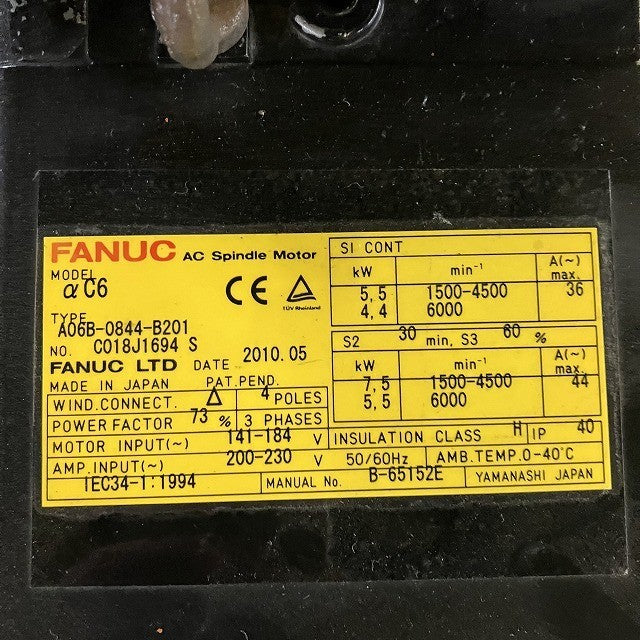 FANUC AC Spindle Motor
MODEL
αC6
CE TÜV Rheinland
TYPE
A06B-0844-B201
NO. C018J1694 S
FANUC LTD DATE 2010.05
MADE IN JAPAN PAT.PEND.
WIND.CONNECT. Δ 4 POLES
POWER FACTOR 73 % 3 PHASES
MOTOR INPUT(~) 141-184 V
AMP.INPUT(~) 200-230 V 50/60Hz
IEC34-1:1994
SI CONT
kW min⁻¹ A(~) max.
5,5 1500-4500 36
4,4 6000
S2 30 min, S3 60 %
kW min⁻¹ A(~) max.
7,5 1500-4500 44
5,5 6000
INSULATION CLASS H IP 40
AMB.TEMP.0-40°C
MANUAL No. B-65152E YAMANASHI JAPAN